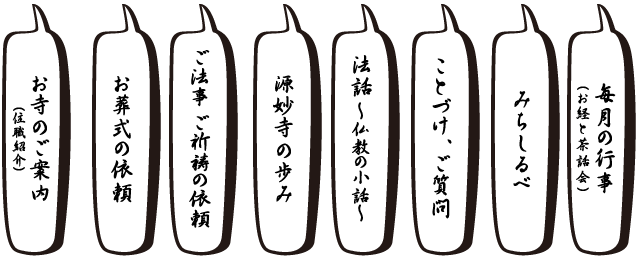 毎月の行事
（お経と茶話会）
みちしるべ
ことづけ、ご質問
法話～仏教の小話～
源妙寺の歩み
ご法事 ご祈祷の依頼
お葬式の依頼
お寺のご案内
（住職紹介）